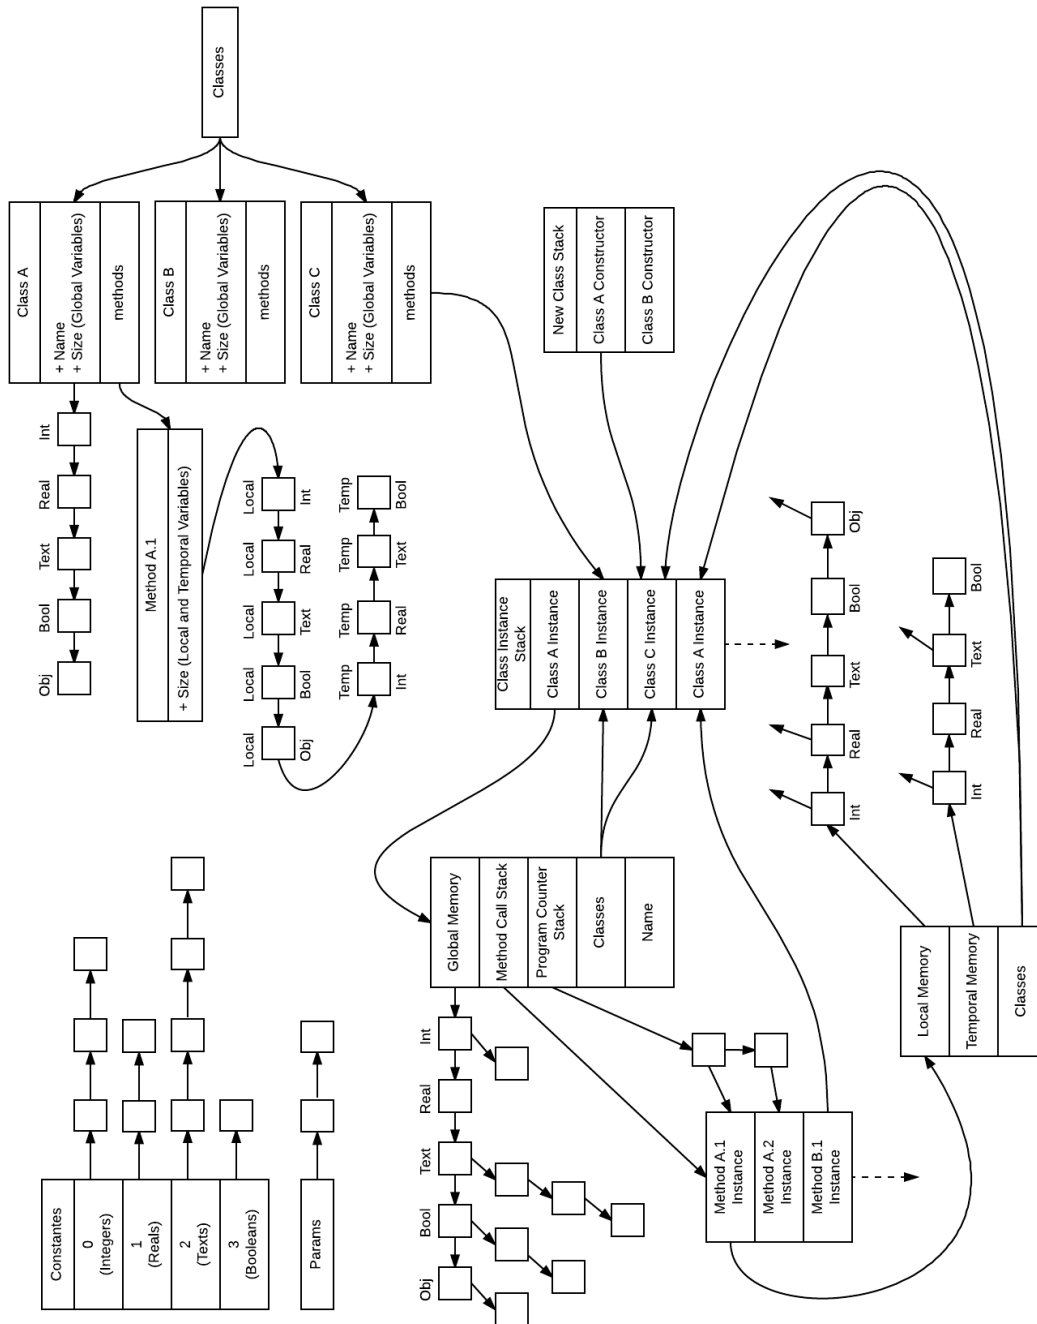 Classes
Class A
+ Name
+ Size (Global Variables)
methods
Class B
+ Name
+ Size (Global Variables)
methods
Class C
+ Name
+ Size (Global Variables)
methods
New Class Stack
Class A Constructor
Class B Constructor
Int
Real
Text
Bool
Obj
Method A.1
+ Size (Local and Temporal Variables)
Local
Int
Local
Real
Local
Text
Local
Bool
Local
Obj
Temp
Int
Temp
Real
Temp
Text
Temp
Bool
Class Instance
Stack
Class A Instance
Class B Instance
Class C Instance
Class A Instance
Int
Real
Text
Bool
Obj
Int
Real
Text
Bool
Constantes
0
(Integers)
1
(Reals)
2
(Texts)
3
(Booleans)
Params
Global Memory
Method Call Stack
Program Counter
Stack
Classes
Name
Int
Real
Text
Bool
Obj
Method A.1
Instance
Method A.2
Instance
Method B.1
Instance
Local Memory
Temporal Memory
Classes